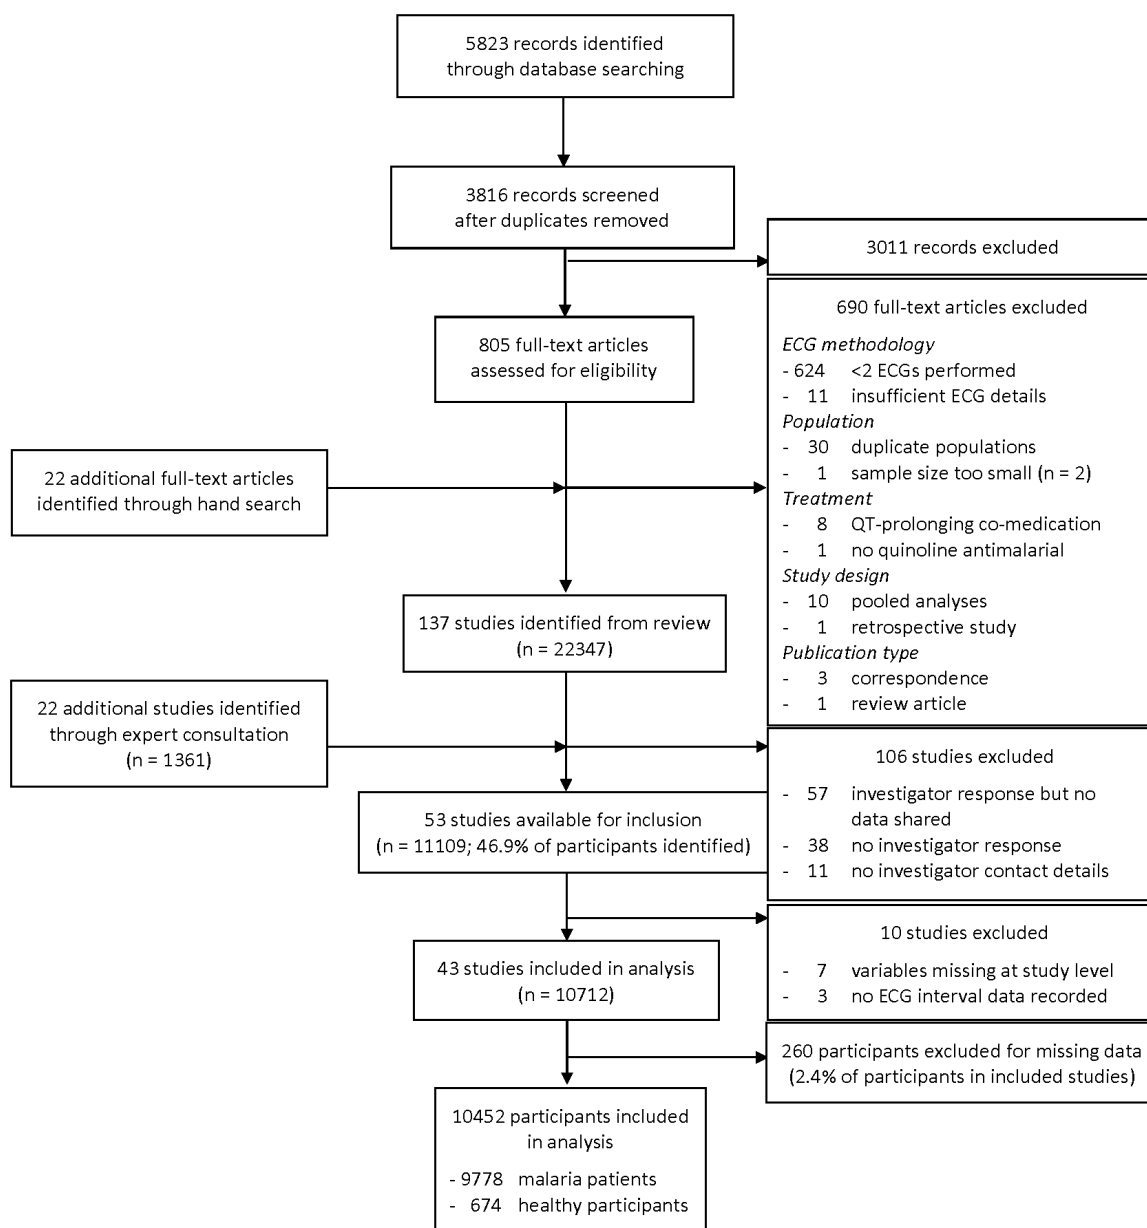 5823 records identified
through database searching
3816 records screened
after duplicates removed
3011 records excluded
805 full-text articles
assessed for eligibility
690 full-text articles excluded
ECG methodology
- 624 <2 ECGs performed
- 11 insufficient ECG details
Population
- 30 duplicate populations
- 1 sample size too small (n = 2)
Treatment
- 8 QT-prolonging co-medication
- 1 no quinoline antimalarial
Study design
- 10 pooled analyses
- 1 retrospective study
Publication type
- 3 correspondence
- 1 review article
22 additional full-text articles
identified through hand search
137 studies identified from review
(n = 22347)
22 additional studies identified
through expert consultation
(n = 1361)
106 studies excluded
- 57 investigator response but no
data shared
- 38 no investigator response
- 11 no investigator contact details
53 studies available for inclusion
(n = 11109; 46.9% of participants identified)
10 studies excluded
- 7 variables missing at study level
- 3 no ECG interval data recorded
43 studies included in analysis
(n = 10712)
260 participants excluded for missing data
(2.4% of participants in included studies)
10452 participants included
in analysis
- 9778 malaria patients
- 674 healthy participants